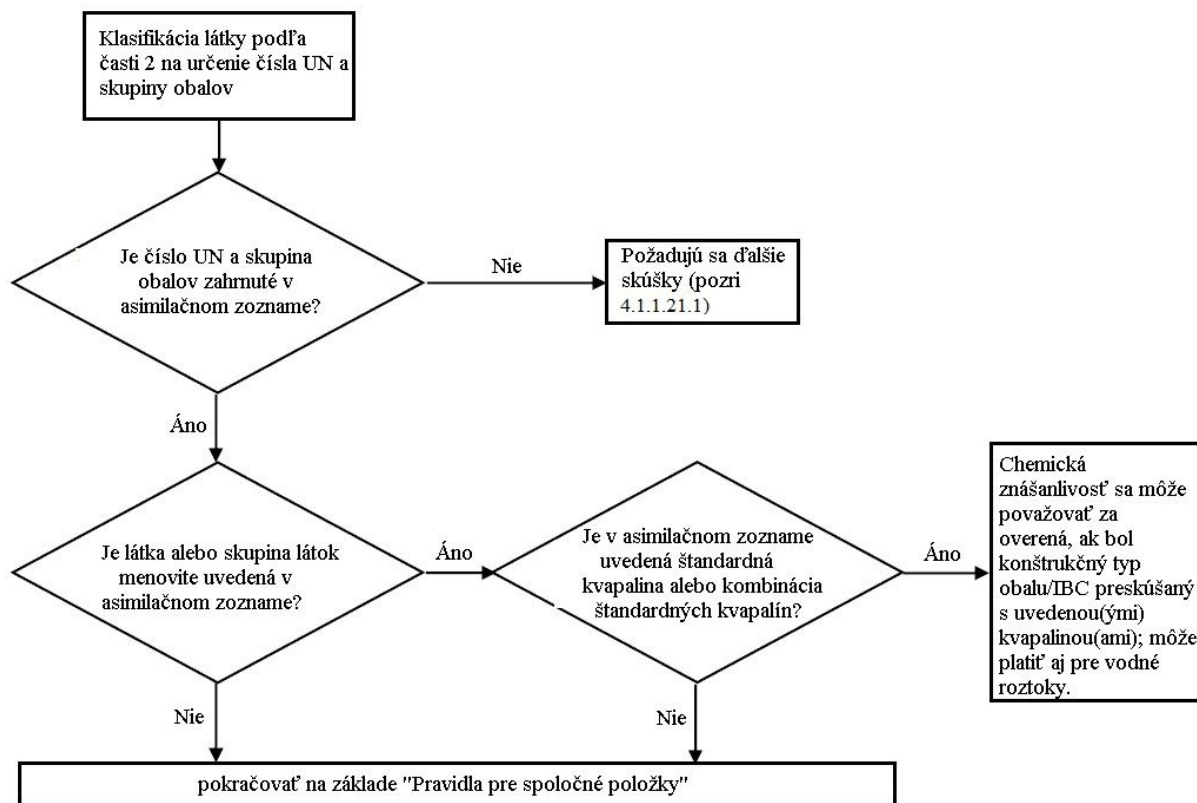 Klasifikácia látky podľa
časti 2 na určenie čísla UN a
skupiny obalov
Je číslo UN a skupina
obalov zahrnuté v
asimilačnom zozname?
Nie
Požadujú sa ďalšie
skúšky (pozri
4.1.1.21.1)
Áno
Je látka alebo skupina látok
menovite uvedená v
asimilačnom zozname?
Áno
Je v asimilačnom zozname
uvedená štandardná
kvapalina alebo kombinácia
štandardných kvapalín?
Áno
Chemická
znášanlivosť sa môže
považovať za
overená, ak bol
konštrukčný typ
obalu/IBC preskúšaný
s uvedenou(ými)
kvapalinou(ami); môže
platiť aj pre vodné
roztoky.
Nie
Nie
pokračovať na základe "Pravidla pre spoločné položky"